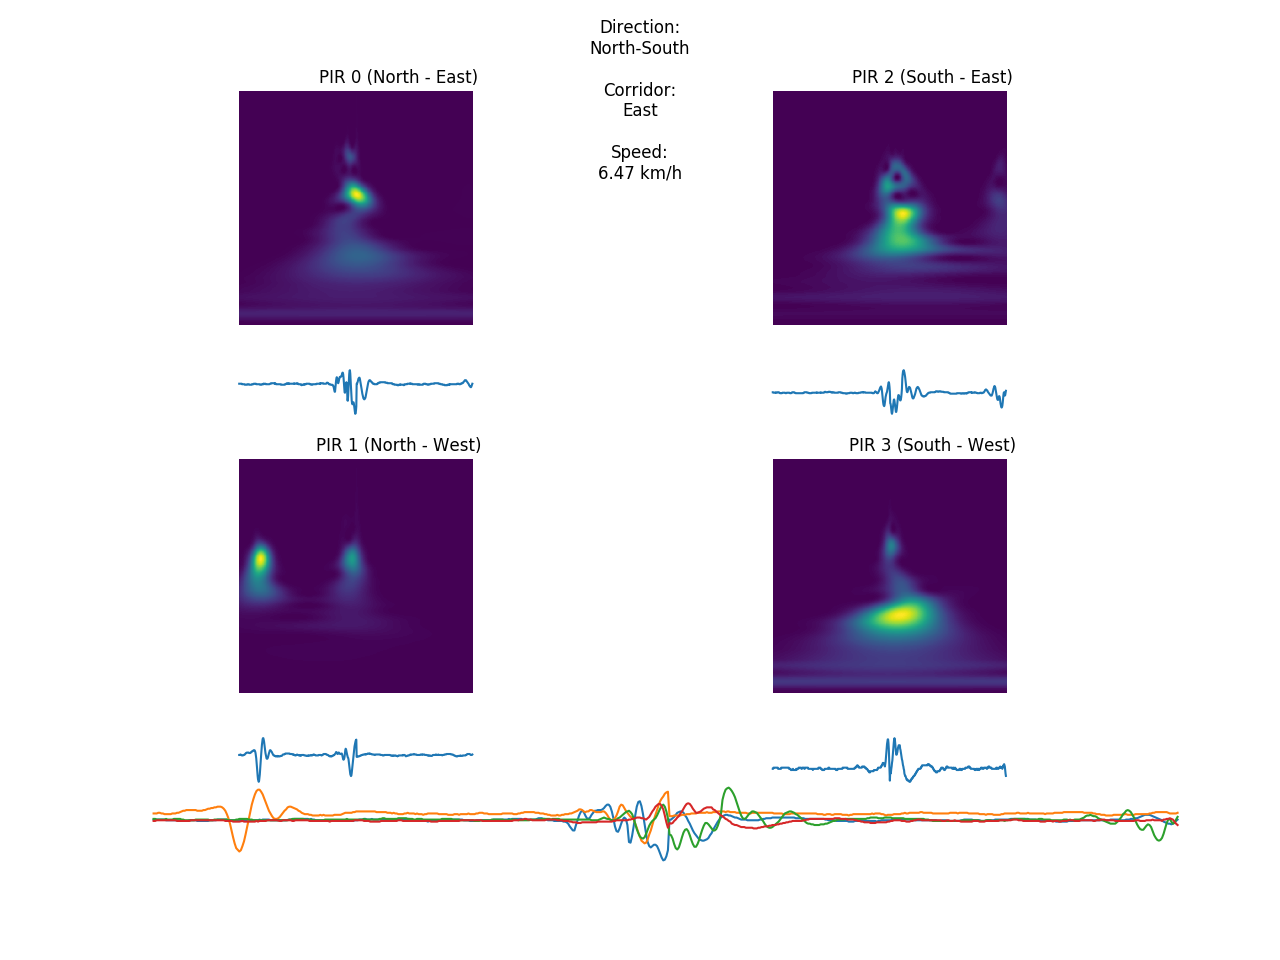 Direction:
North-South
Corridor:
East
Speed:
6.47 km/h
PIR 0 (North - East)
PIR 2 (South - East)
PIR 1 (North - West)
PIR 3 (South - West)